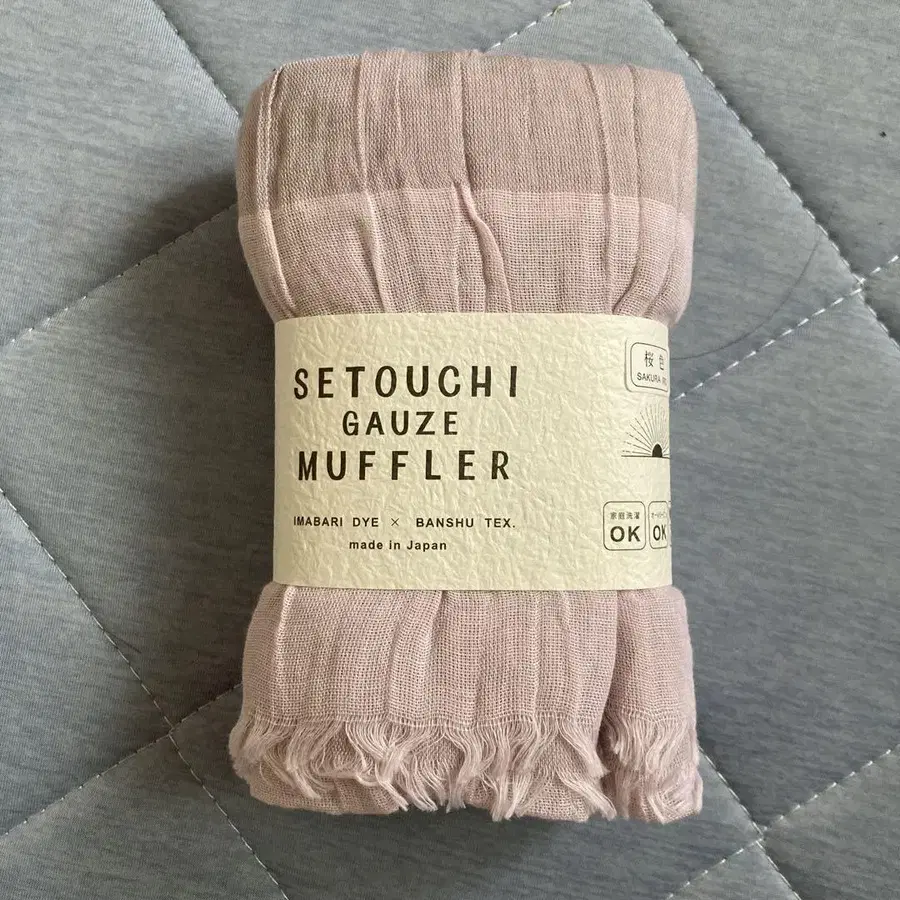 SETOUCHI
GAUZE
MUFFLER
IMABARI DYE × BANSHU TEX.
made in Japan
桜色
SAKURA
家庭洗濯
OK
OK